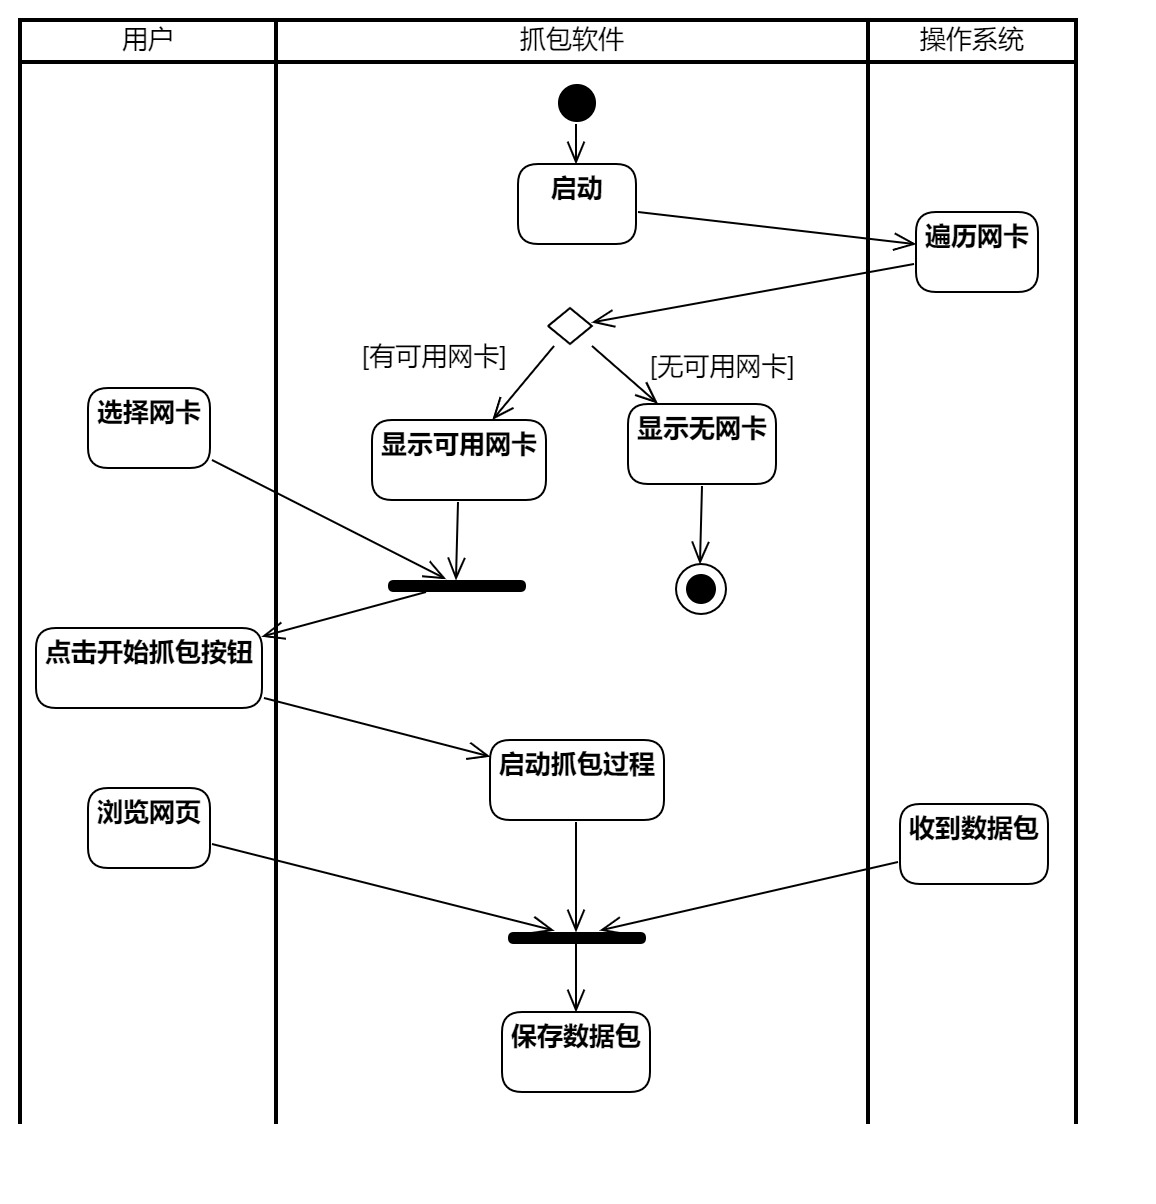 用户
抓包软件
操作系统
启动
遍历网卡
[有可用网卡]
[无可用网卡]
选择网卡
显示可用网卡
显示无网卡
点击开始抓包按钮
启动抓包过程
浏览网页
收到数据包
保存数据包